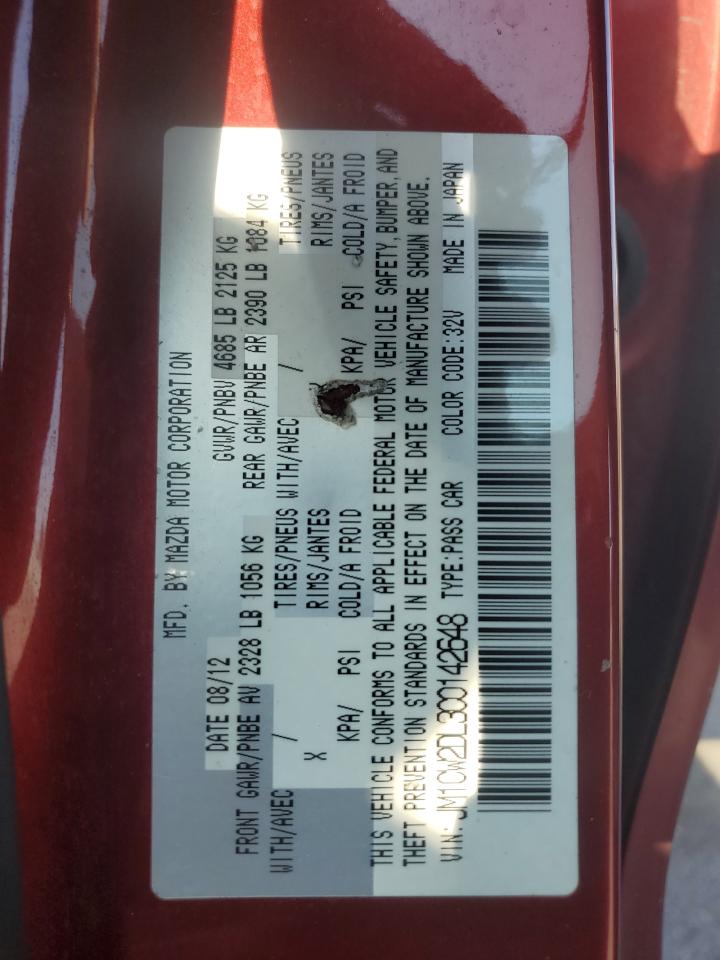 MFD. BY MAZDA MOTOR CORPORATION
DATE 08/12 GVWR/PNBV 4685 LB 2125 KG
FRONT GAWR/PNBE AV 2328 LB 1056 KG REAR GAWR/PNBE AR 2390 LB 1084 KG
WITH/AVEC / TIRES/PNEUS WITH/AVEC / TIRES/PNEUS
X RIMS/JANTES RIMS/JANTES
KPA/ PSI COLD/A FROID KPA/ PSI COLD/A FROID
THIS VEHICLE CONFORMS TO ALL APPLICABLE FEDERAL MOTOR VEHICLE SAFETY, BUMPER, AND
THEFT PREVENTION STANDARDS IN EFFECT ON THE DATE OF MANUFACTURE SHOWN ABOVE.
VIN: JM1CW2DL3C0142648 TYPE:PASS CAR COLOR CODE:32V MADE IN JAPAN